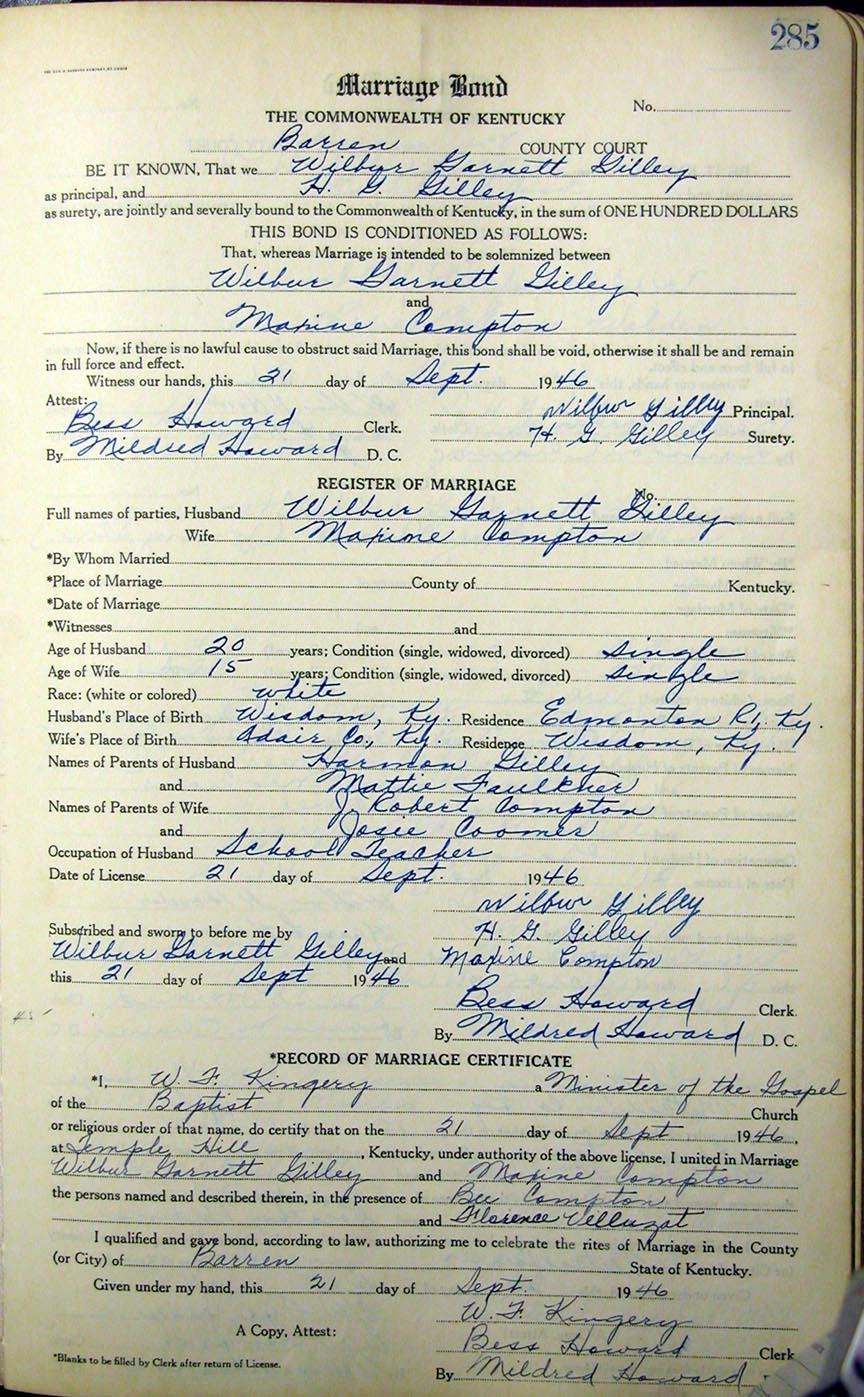 285
Marriage Bond
No.
THE COMMONWEALTH OF KENTUCKY
Barren COUNTY COURT
BE IT KNOWN, That we Wilbur Garnett Gilley
as principal, and H. G. Gilley
as surety, are jointly and severally bound to the Commonwealth of Kentucky, in the sum of ONE HUNDRED DOLLARS
THIS BOND IS CONDITIONED AS FOLLOWS:
That, whereas Marriage is intended to be solemnized between
Wilbur Garnett Gilley
and
Maxine Compton
Now, if there is no lawful cause to obstruct said Marriage, this bond shall be void, otherwise it shall be and remain
in full force and effect.
Witness our hands, this 21 day of Sept. 1946
Attest: Wilbur Gilley Principal.
Bess Howard Clerk. H. G. Gilley Surety.
By Mildred Howard D. C.
REGISTER OF MARRIAGE
No.
Full names of parties, Husband Wilbur Garnett Gilley
Wife Maxine Compton
*By Whom Married
*Place of Marriage County of Kentucky.
*Date of Marriage
*Witnesses and
Age of Husband 20 years; Condition (single, widowed, divorced) single
Age of Wife 15 years; Condition (single, widowed, divorced) single
Race: (white or colored) white
Husband's Place of Birth Wisdom, Ky. Residence Edmonton R1, Ky.
Wife's Place of Birth Adair Co., Ky. Residence Wisdom, Ky.
Names of Parents of Husband Harmon Gilley
and Mattie Faulkner
Names of Parents of Wife J. Robert Compton
and Josie Coomer
Occupation of Husband School Teacher
Date of License 21 day of Sept. 1946
Wilbur Gilley
Subscribed and sworn to before me by H. G. Gilley
Wilbur Garnett Gilley and Maxine Compton
this 21 day of Sept 1946
Bess Howard Clerk.
By Mildred Howard D. C.
*RECORD OF MARRIAGE CERTIFICATE
*I, W. F. Kingery a Minister of the Gospel
of the Baptist Church
or religious order of that name, do certify that on the 21 day of Sept 1946,
at Temple Hill, Kentucky, under authority of the above license, I united in Marriage
Wilbur Garnett Gilley and Maxine Compton
the persons named and described therein, in the presence of Bee Compton
and Florence Velluzat
I qualified and gave bond, according to law, authorizing me to celebrate the rites of Marriage in the County
(or City) of Barren State of Kentucky.
Given under my hand, this 21 day of Sept. 1946
W. F. Kingery
A Copy, Attest: Bess Howard Clerk
*Blanks to be filled by Clerk after return of License.
By Mildred Howard